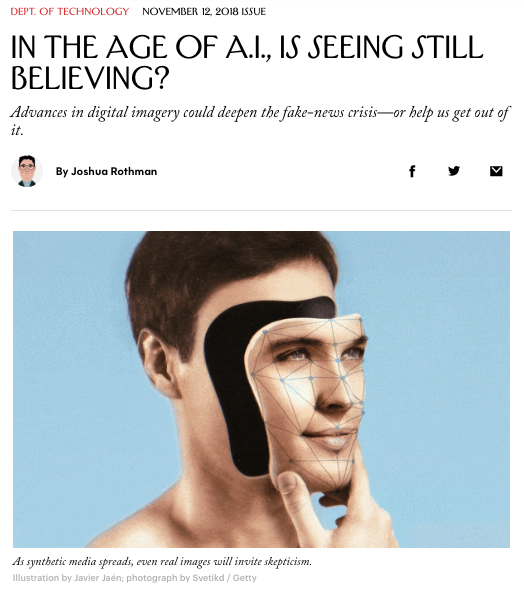 DEPT. OF TECHNOLOGY NOVEMBER 12, 2018 ISSUE
IN THE AGE OF A.I., IS SEEING STILL
BELIEVING?
Advances in digital imagery could deepen the fake-news crisis—or help us get out of
it.
By Joshua Rothman
As synthetic media spreads, even real images will invite skepticism.
Illustration by Javier Jaén; photograph by Svetikd / Getty